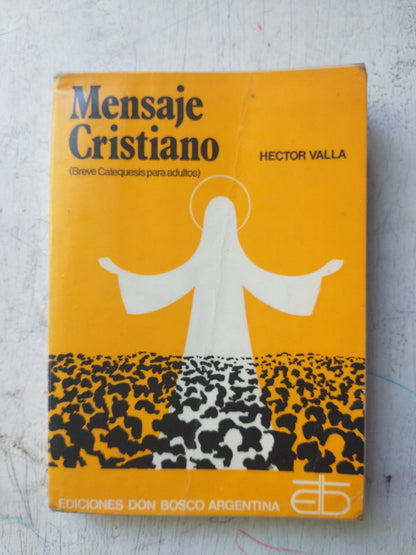 Mensaje
Cristiano
(Breve Catequesis para adultos)
HECTOR VALLA
EDICIONES DON BOSCO ARGENTINA